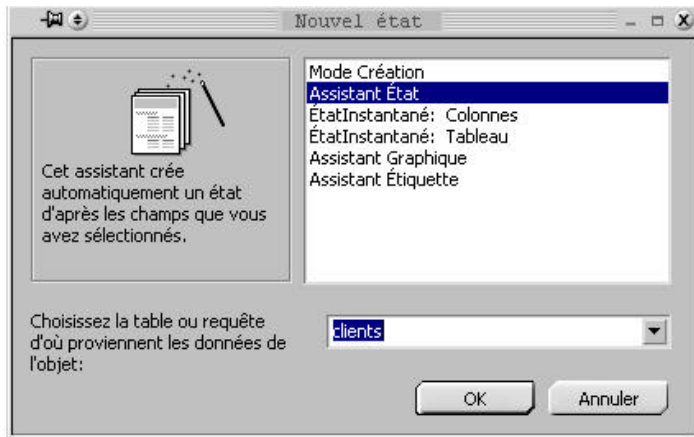 Nouvel état
Mode Création
Assistant État
ÉtatInstantané: Colonnes
ÉtatInstantané: Tableau
Assistant Graphique
Assistant Étiquette
Cet assistant crée
automatiquement un état
d'après les champs que vous
avez sélectionnés.
Choisissez la table ou requête
d'où proviennent les données de
l'objet:
clients
OK
Annuler